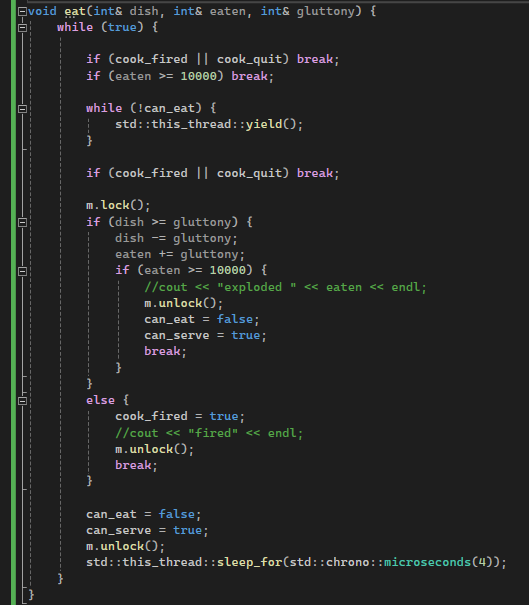 void eat(int& dish, int& eaten, int& gluttony) {
    while (true) {

        if (cook_fired || cook_quit) break;
        if (eaten >= 10000) break;

        while (!can_eat) {
            std::this_thread::yield();
        }

        if (cook_fired || cook_quit) break;

        m.lock();
        if (dish >= gluttony) {
            dish -= gluttony;
            eaten += gluttony;
            if (eaten >= 10000) {
                //cout << "exploded " << eaten << endl;
                m.unlock();
                can_eat = false;
                can_serve = true;
                break;
            }
        }
        else {
            cook_fired = true;
            //cout << "fired" << endl;
            m.unlock();
            break;
        }

        can_eat = false;
        can_serve = true;
        m.unlock();
        std::this_thread::sleep_for(std::chrono::microseconds(4));
    }
}